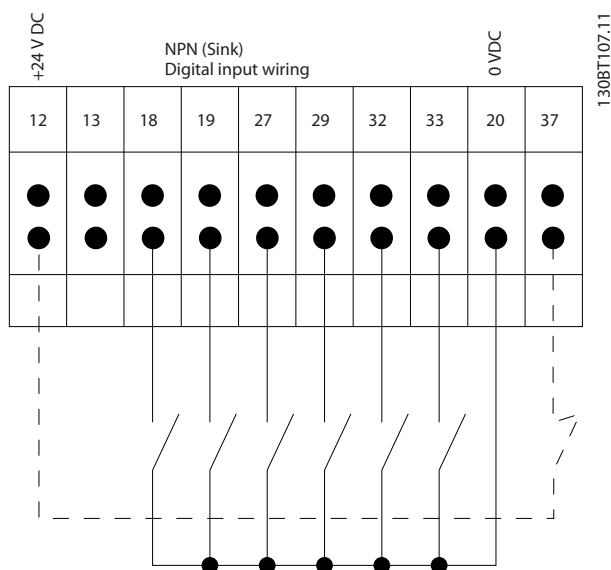 +24 V DC
NPN (Sink)
Digital input wiring
0 VDC
130BT107.11
12 13 18 19 27 29 32 33 20 37